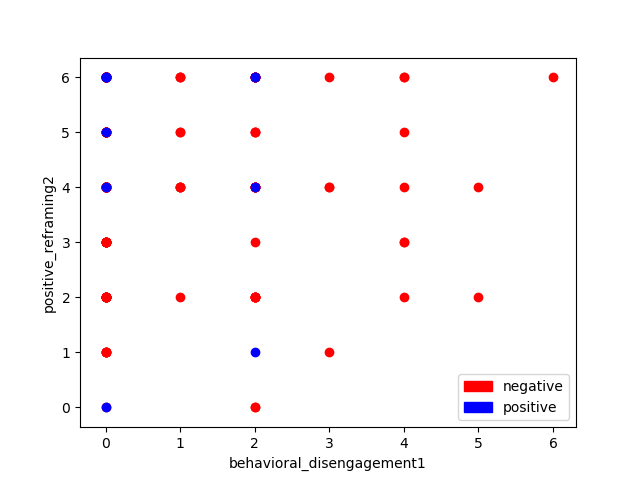 6
5
4
3
2
1
0
positive_reframing2
negative
positive
0 1 2 3 4 5 6
behavioral_disengagement1